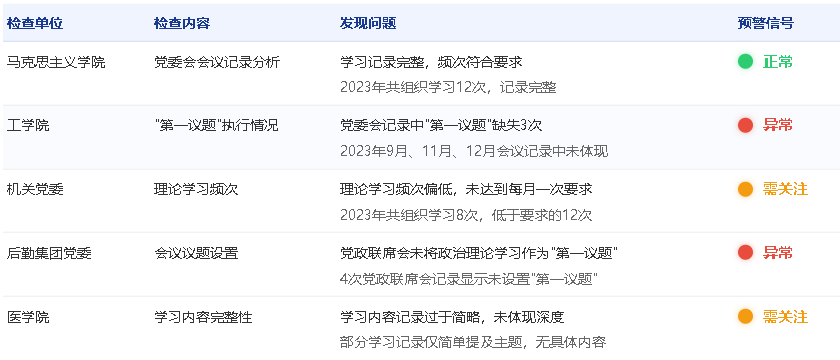 检查单位 检查内容 发现问题 预警信号
马克思主义学院 党委会会议记录分析 学习记录完整，频次符合要求 正常
2023年共组织学习12次，记录完整
工学院 "第一议题"执行情况 党委会记录中"第一议题"缺失3次 异常
2023年9月、11月、12月会议记录中未体现
机关党委 理论学习频次 理论学习频次偏低，未达到每月一次要求 需关注
2023年共组织学习8次，低于要求的12次
后勤集团党委 会议议题设置 党政联席会未将政治理论学习作为"第一议题" 异常
4次党政联席会记录显示未设置"第一议题"
医学院 学习内容完整性 学习内容记录过于简略，未体现深度 需关注
部分学习记录仅简单提及主题，无具体内容